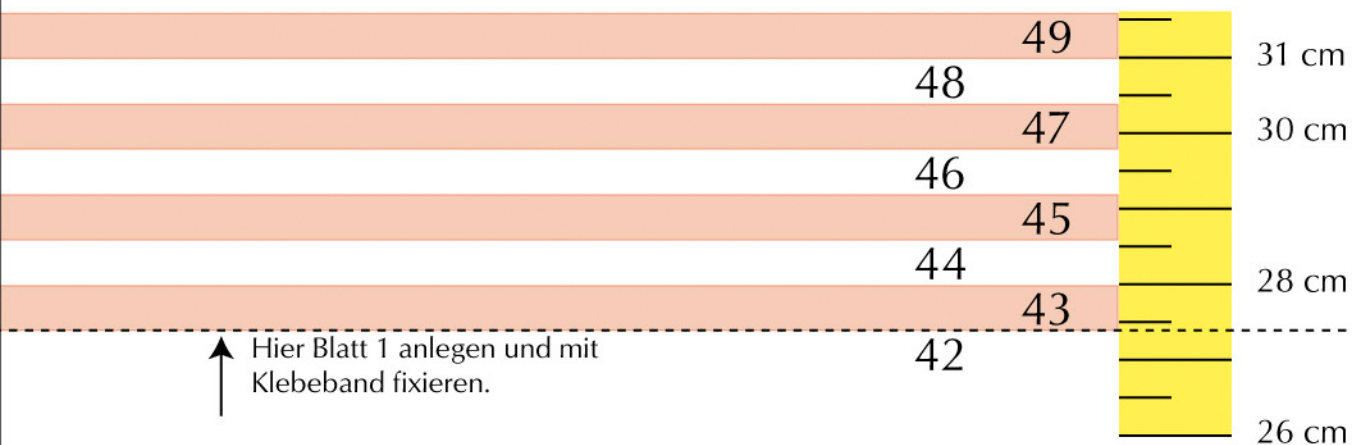 49
31 cm
48
47
30 cm
46
45
44
28 cm
43
Hier Blatt 1 anlegen und mit
Klebeband fixieren.
42
26 cm